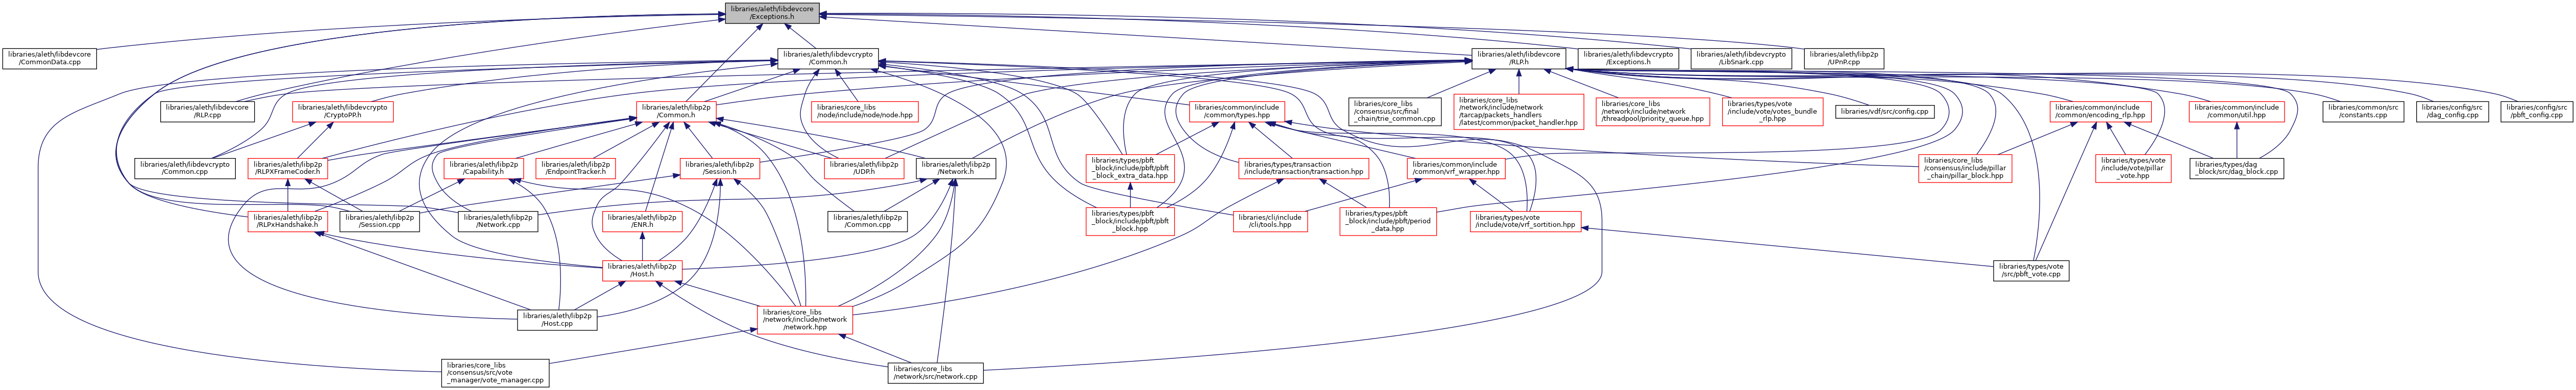 libraries/aleth/libdevcore
/Exceptions.h
libraries/aleth/libdevcore
/CommonData.cpp
libraries/aleth/libdevcrypto
/Common.h
libraries/aleth/libdevcore
/RLP.h
libraries/aleth/libdevcrypto
/Exceptions.h
libraries/aleth/libdevcrypto
/LibSnark.cpp
libraries/aleth/libp2p
/UPnP.cpp
libraries/aleth/libdevcore
/RLP.cpp
libraries/aleth/libdevcrypto
/CryptoPP.h
libraries/aleth/libp2p
/Common.h
libraries/core_libs
/node/include/node/node.hpp
libraries/common/include
/common/types.hpp
libraries/core_libs
/consensus/src/final
_chain/trie_common.cpp
libraries/core_libs
/network/include/network
/tarcap/packets_handlers
/latest/common/packet_handler.hpp
libraries/core_libs
/network/include/network
/threadpool/priority_queue.hpp
libraries/types/vote
/include/vote/votes_bundle
_rlp.hpp
libraries/vdf/src/config.cpp
libraries/common/include
/common/encoding_rlp.hpp
libraries/common/include
/common/util.hpp
libraries/common/src
/constants.cpp
libraries/config/src
/dag_config.cpp
libraries/config/src
/pbft_config.cpp
libraries/aleth/libdevcrypto
/Common.cpp
libraries/aleth/libp2p
/RLPXFrameCoder.h
libraries/aleth/libp2p
/Capability.h
libraries/aleth/libp2p
/EndpointTracker.h
libraries/aleth/libp2p
/Session.h
libraries/aleth/libp2p
/UDP.h
libraries/aleth/libp2p
/Network.h
libraries/types/pbft
_block/include/pbft/pbft
_block_extra_data.hpp
libraries/types/transaction
/include/transaction/transaction.hpp
libraries/common/include
/common/vrf_wrapper.hpp
libraries/core_libs
/consensus/include/pillar
_chain/pillar_block.hpp
libraries/types/vote
/include/vote/pillar
_vote.hpp
libraries/types/dag
_block/src/dag_block.cpp
libraries/aleth/libp2p
/RLPxHandshake.h
libraries/aleth/libp2p
/Session.cpp
libraries/aleth/libp2p
/Network.cpp
libraries/aleth/libp2p
/ENR.h
libraries/aleth/libp2p
/Common.cpp
libraries/types/pbft
_block/include/pbft/pbft
_block.hpp
libraries/cli/include
/cli/tools.hpp
libraries/types/pbft
_block/include/pbft/period
_data.hpp
libraries/types/vote
/include/vote/vrf_sortition.hpp
libraries/aleth/libp2p
/Host.h
libraries/types/vote
/src/pbft_vote.cpp
libraries/aleth/libp2p
/Host.cpp
libraries/core_libs
/network/include/network
/network.hpp
libraries/core_libs
/consensus/src/vote
_manager/vote_manager.cpp
libraries/core_libs
/network/src/network.cpp